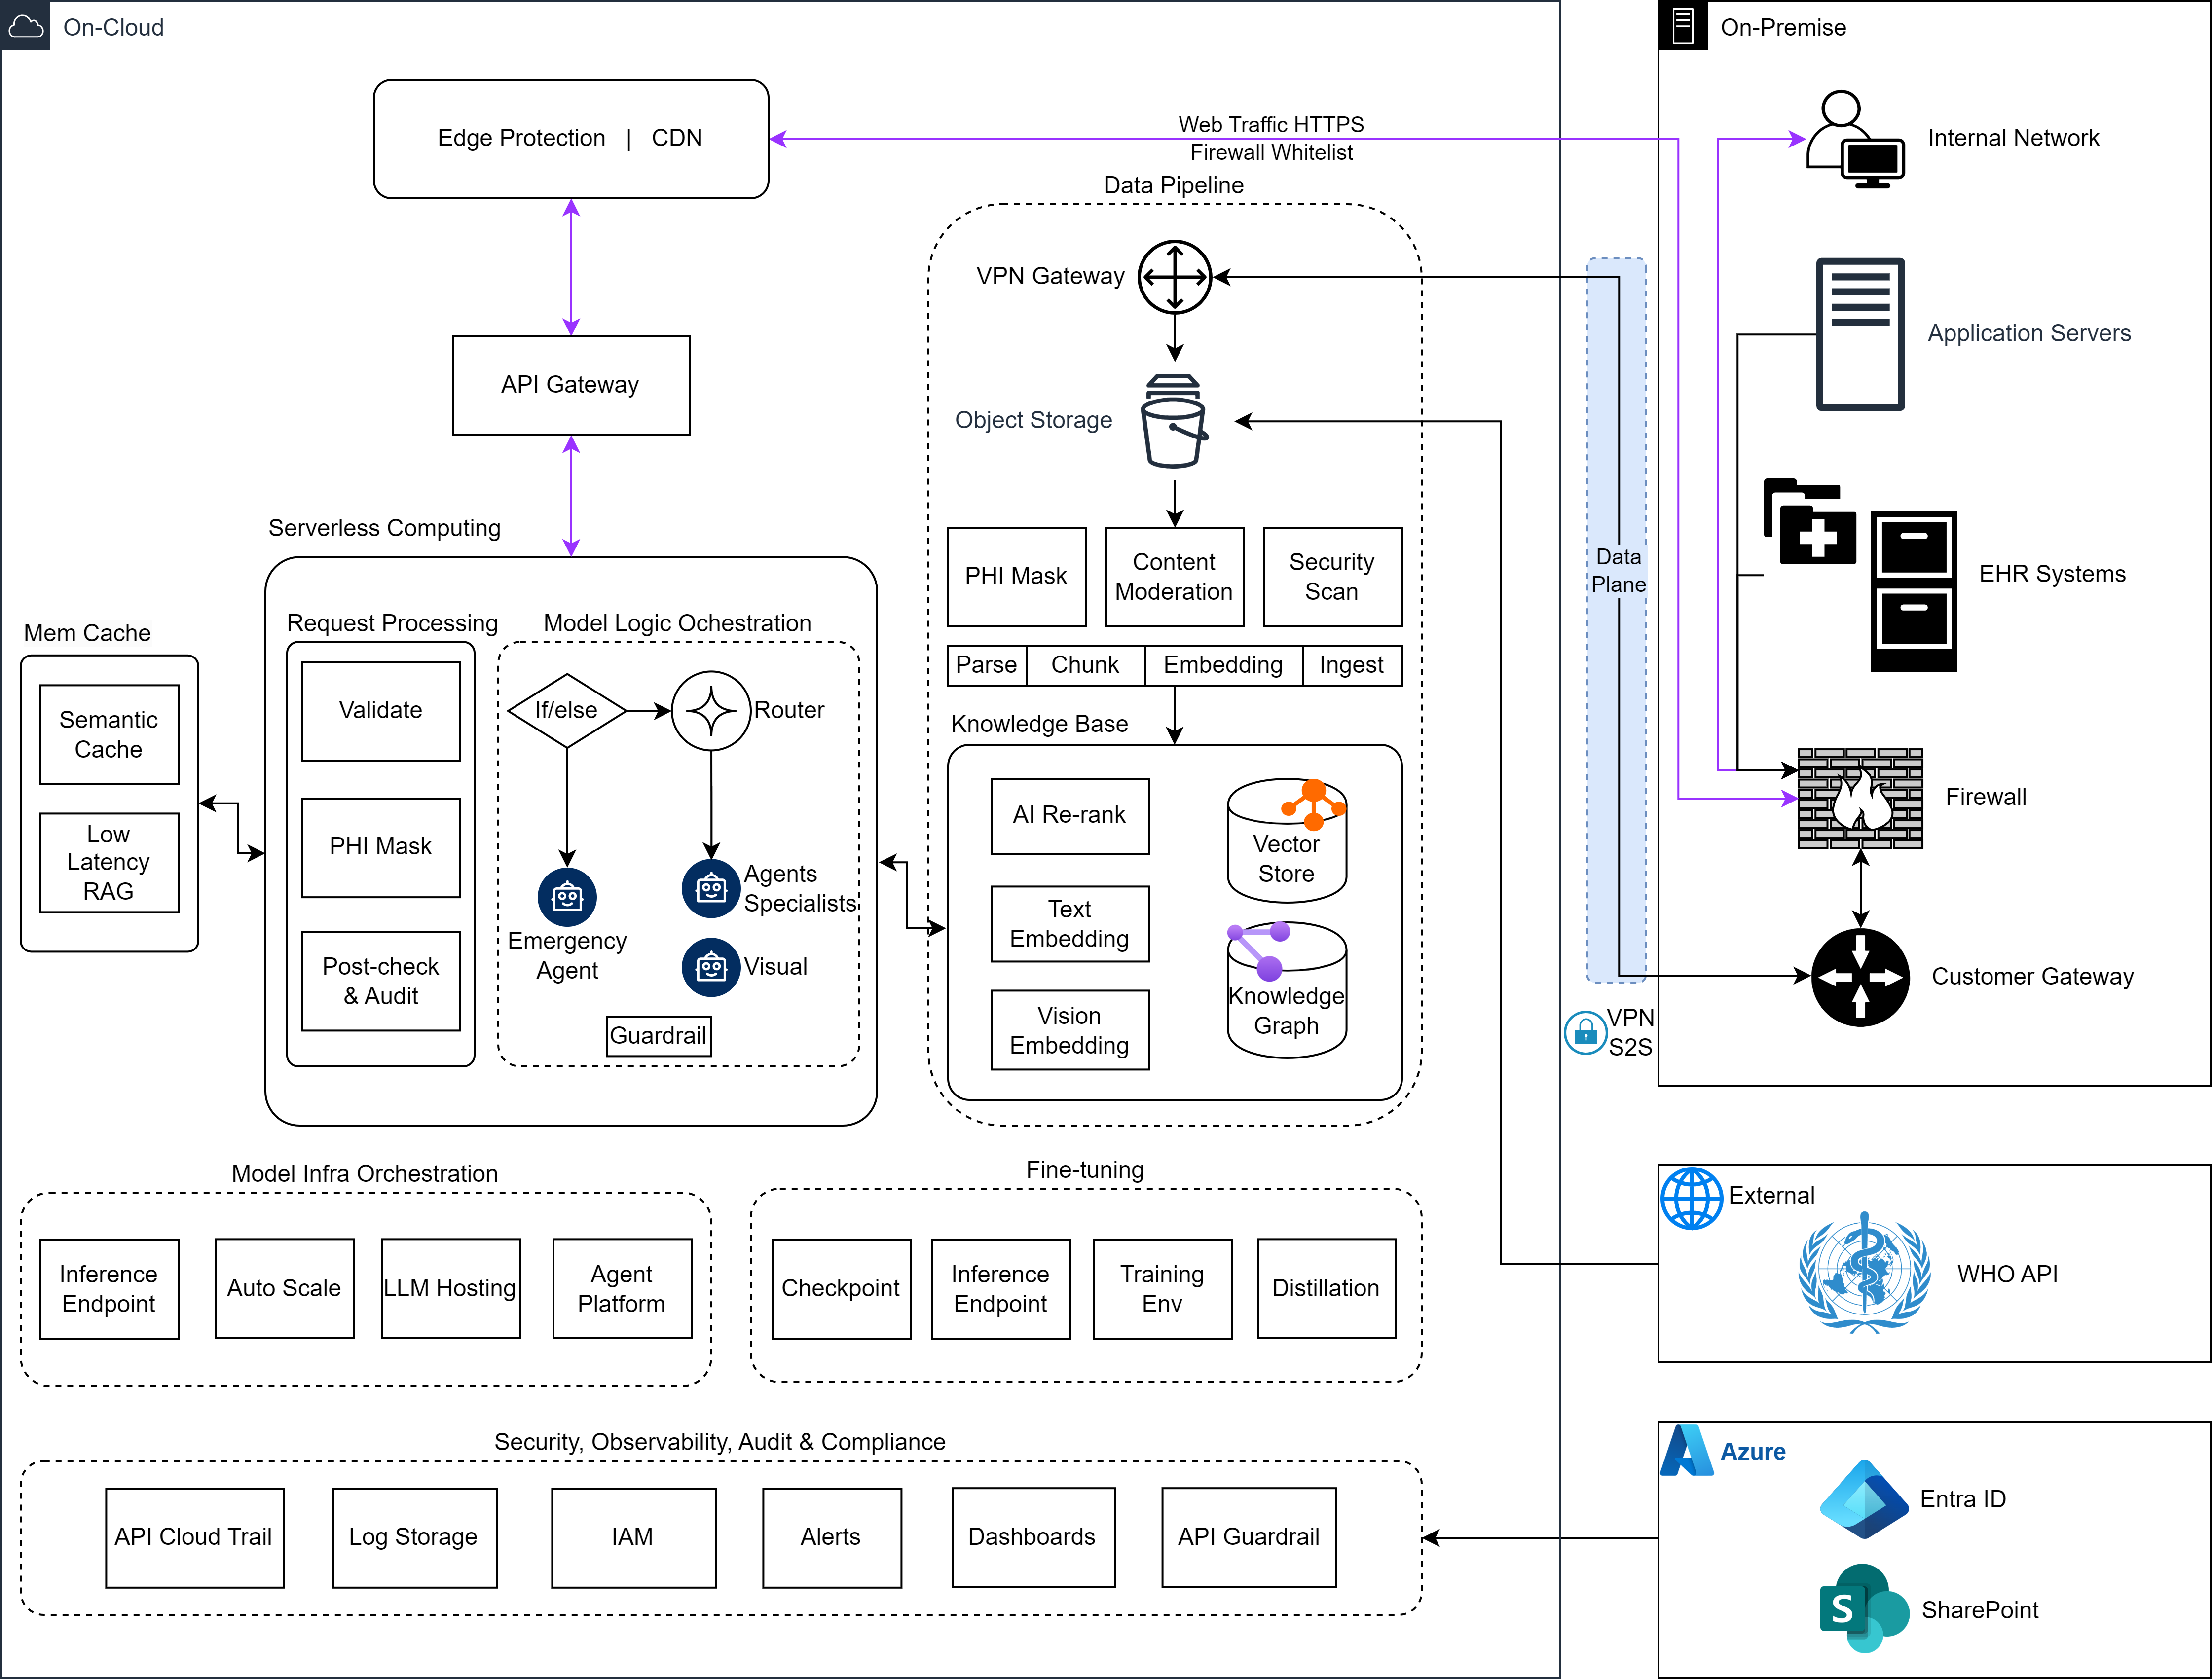 On-Cloud
On-Premise
Edge Protection | CDN
Web Traffic HTTPS
Firewall Whitelist
Internal Network
Data Pipeline
VPN Gateway
Application Servers
API Gateway
Object Storage
Serverless Computing
Data
Plane
PHI Mask
Content
Moderation
Security
Scan
EHR Systems
Mem Cache
Request Processing
Model Logic Ochestration
Parse
Chunk
Embedding
Ingest
Semantic
Cache
Validate
If/else
Router
Knowledge Base
Low
Latency
RAG
PHI Mask
AI Re-rank
Vector
Store
Firewall
Agents
Specialists
Emergency
Agent
Visual
Text
Embedding
Post-check
& Audit
Knowledge
Graph
Customer Gateway
Guardrail
Vision
Embedding
VPN
S2S
Model Infra Orchestration
Fine-tuning
External
Inference
Endpoint
Auto Scale
LLM Hosting
Agent
Platform
Checkpoint
Inference
Endpoint
Training
Env
Distillation
WHO API
Security, Observability, Audit & Compliance
Azure
API Cloud Trail
Log Storage
IAM
Alerts
Dashboards
API Guardrail
Entra ID
S
SharePoint